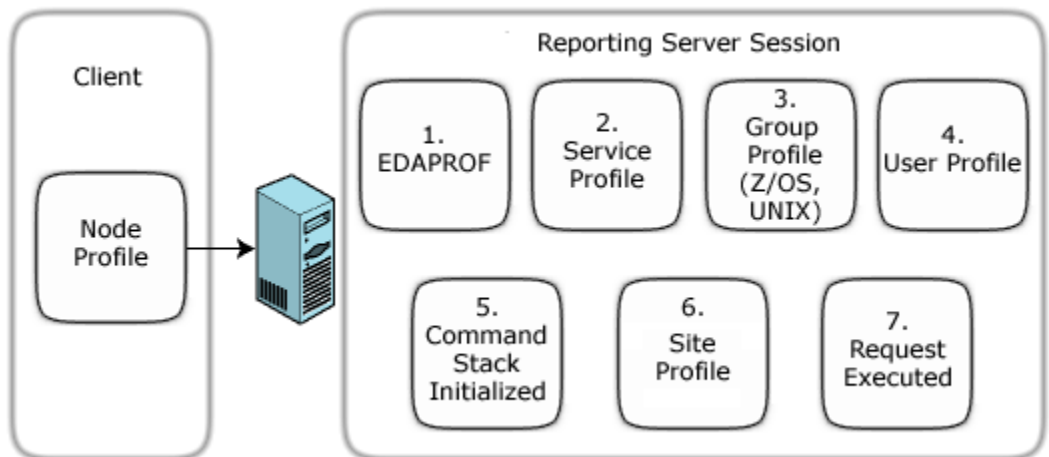 Client
Node
Profile
Reporting Server Session
1.
EDAPROF
2.
Service
Profile
3.
Group
Profile
(Z/OS,
UNIX)
4.
User Profile
5.
Command
Stack
Initialized
6.
Site
Profile
7.
Request
Executed